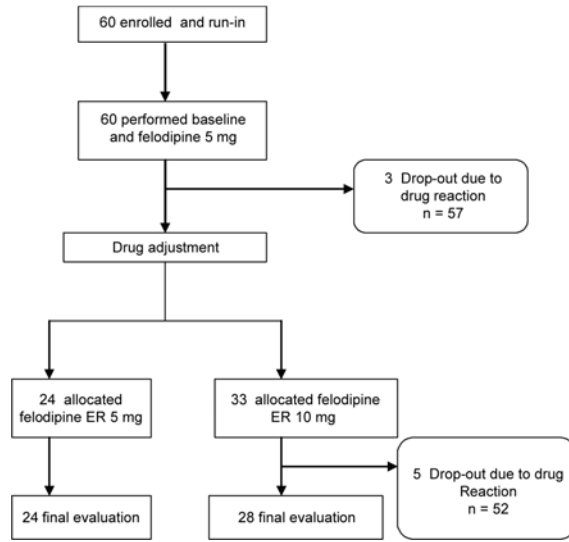 60 enrolled and run-in
60 performed baseline
and felodipine 5 mg
3 Drop-out due to
drug reaction
n = 57
Drug adjustment
24 allocated
felodipine ER 5 mg
33 allocated felodipine
ER 10 mg
5 Drop-out due to drug
Reaction
n = 52
24 final evaluation
28 final evaluation